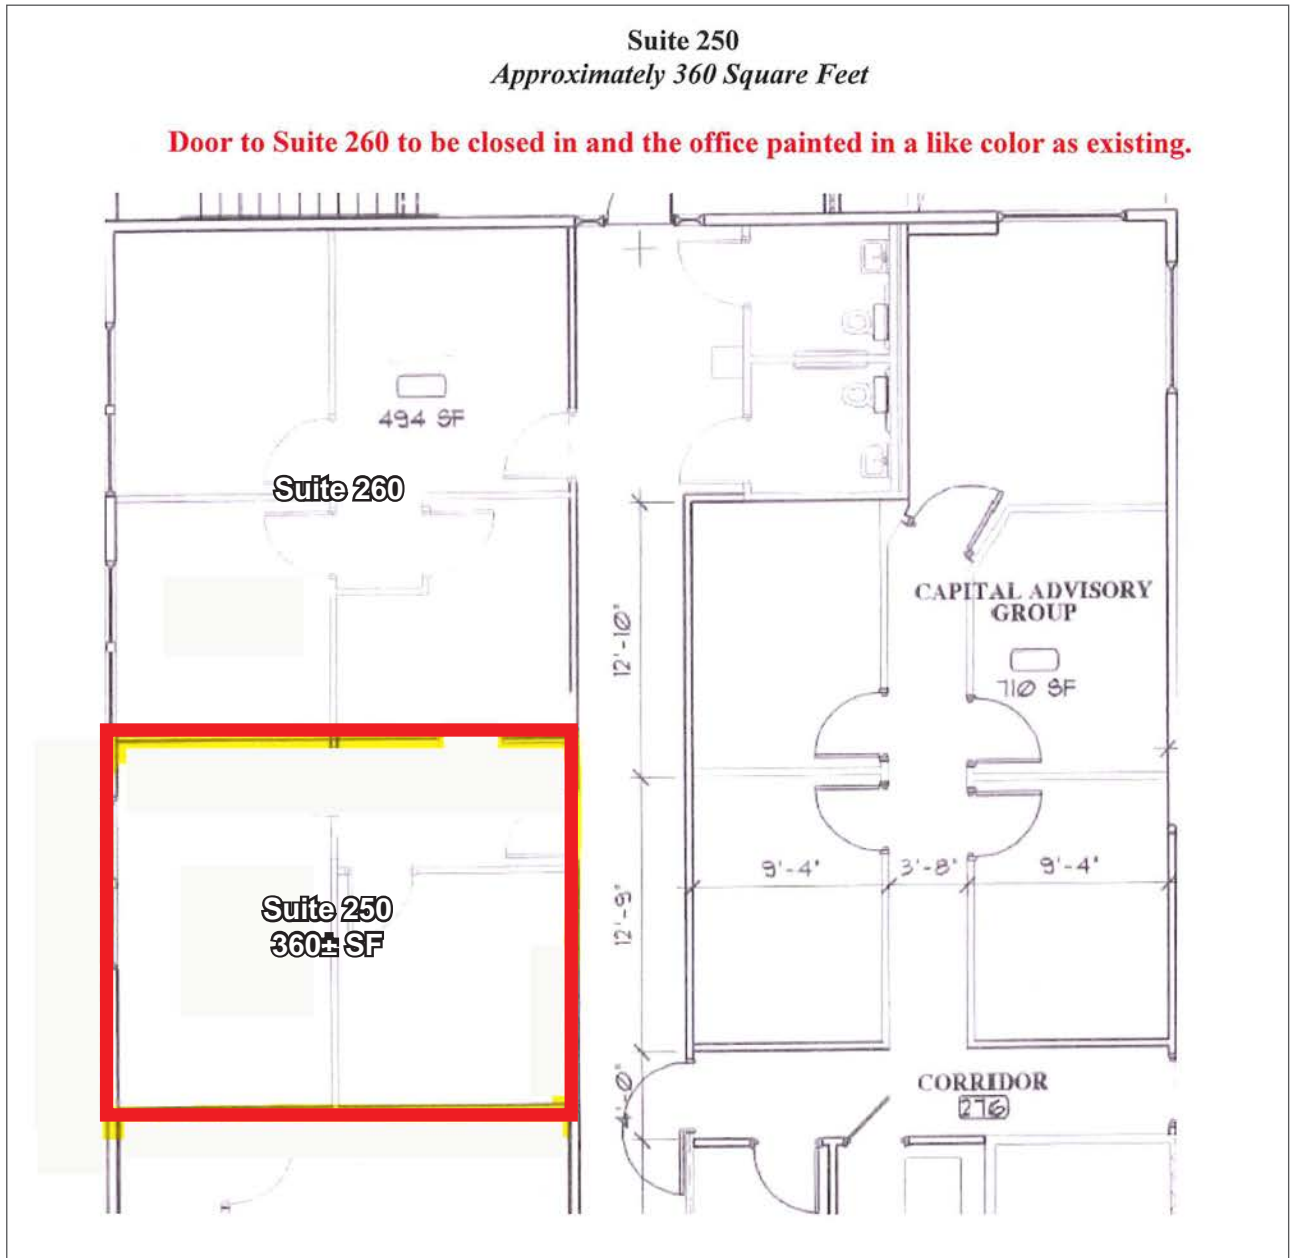 Suite 250
Approximately 360 Square Feet
Door to Suite 260 to be closed in and the office painted in a like color as existing.
494 SF
Suite 260
12'-10"
CAPITAL ADVISORY
GROUP
710 SF
9'-4"
3'-8"
9'-4"
Suite 250
360± SF
12'-9"
4'-0"
CORRIDOR
276